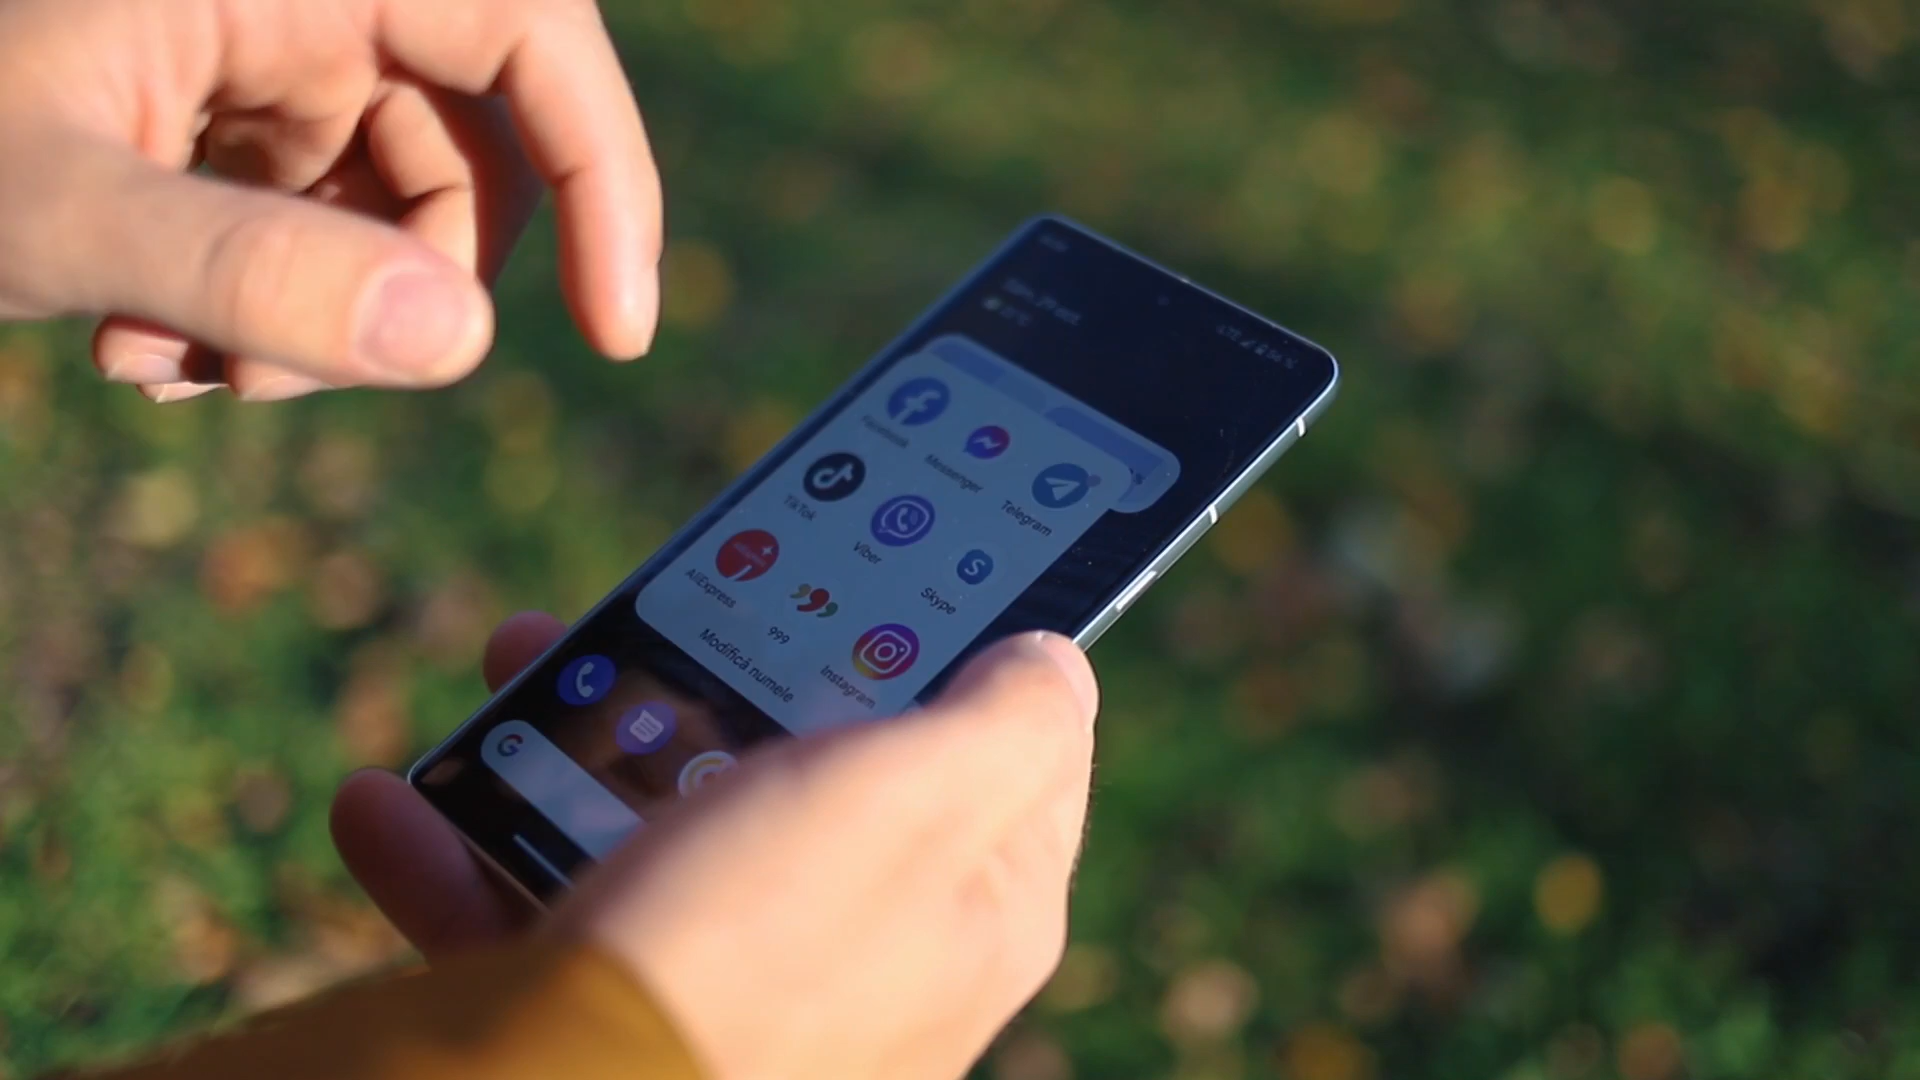 Facebook
Messenger
Telegram
TikTok
Viber
Skype
AliExpress
999
Instagram
Modifică numele
G